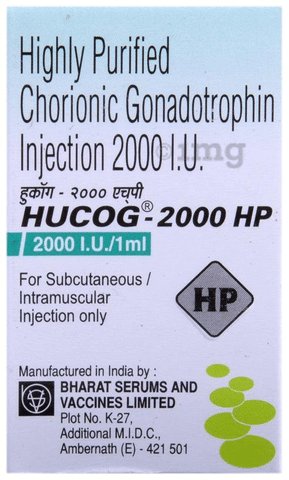 Highly Purified
Chorionic Gonadotrophin
Injection 2000 I.U.
हुकॉग - २००० एचपी
HUCOG®-2000 HP
2000 I.U./1ml
For Subcutaneous /
Intramuscular
Injection only
HP
Manufactured in India by :
BHARAT SERUMS AND
VACCINES LIMITED
Plot No. K-27,
Additional M.I.D.C.,
Ambernath (E) - 421 501
1mg